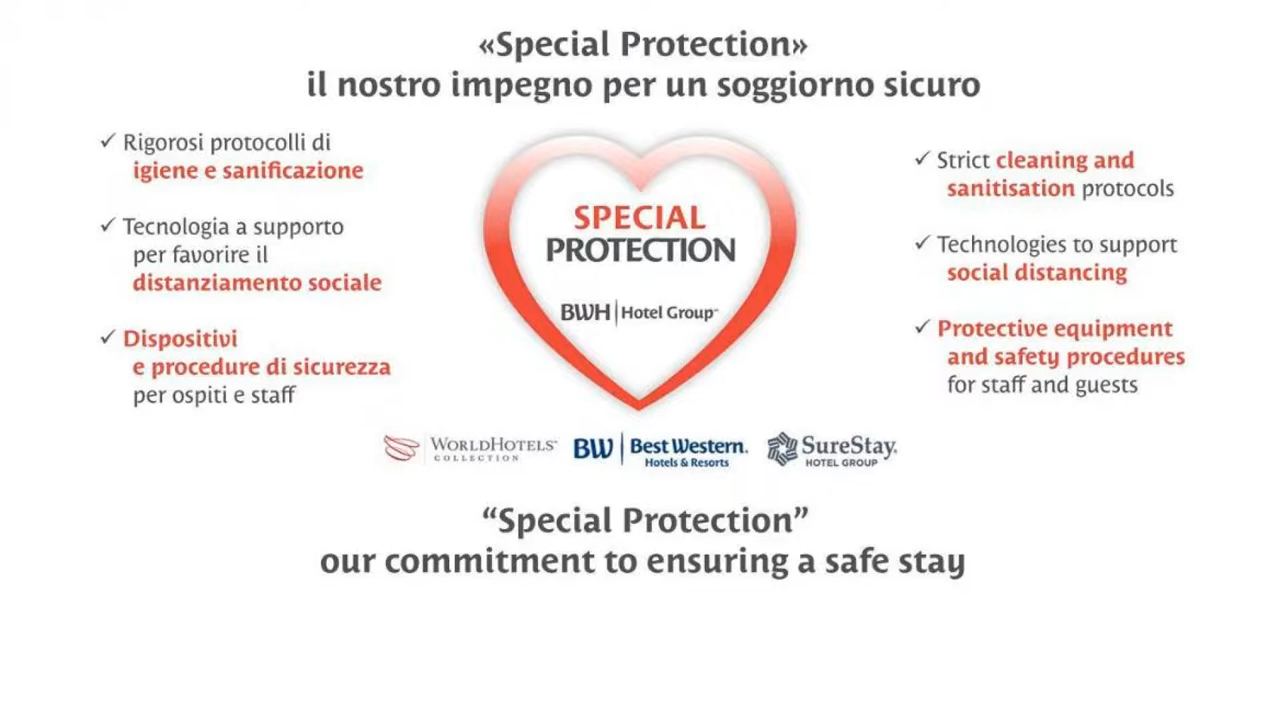 «Special Protection»
il nostro impegno per un soggiorno sicuro
✓ Rigorosi protocolli di
igiene e sanificazione
✓ Tecnologia a supporto
per favorire il
distanziamento sociale
✓ Dispositivi
e procedure di sicurezza
per ospiti e staff
SPECIAL
PROTECTION
BWH | Hotel Group™
✓ Strict cleaning and
sanitisation protocols
✓ Technologies to support
social distancing
✓ Protective equipment
and safety procedures
for staff and guests
WORLDHOTELS™
COLLECTION
BW | Best Western.
Hotels & Resorts
SureStay.
HOTEL GROUP
“Special Protection”
our commitment to ensuring a safe stay